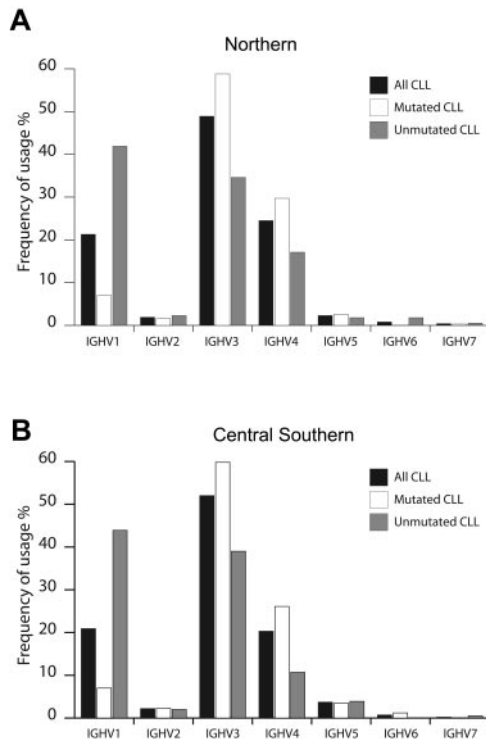 A
Northern
60
50
40
30
20
10
0
Frequency of usage %
All CLL
Mutated CLL
Unmutated CLL
IGHV1 IGHV2 IGHV3 IGHV4 IGHV5 IGHV6 IGHV7
B
Central Southern
60
50
40
30
20
10
0
Frequency of usage %
All CLL
Mutated CLL
Unmutated CLL
IGHV1 IGHV2 IGHV3 IGHV4 IGHV5 IGHV6 IGHV7